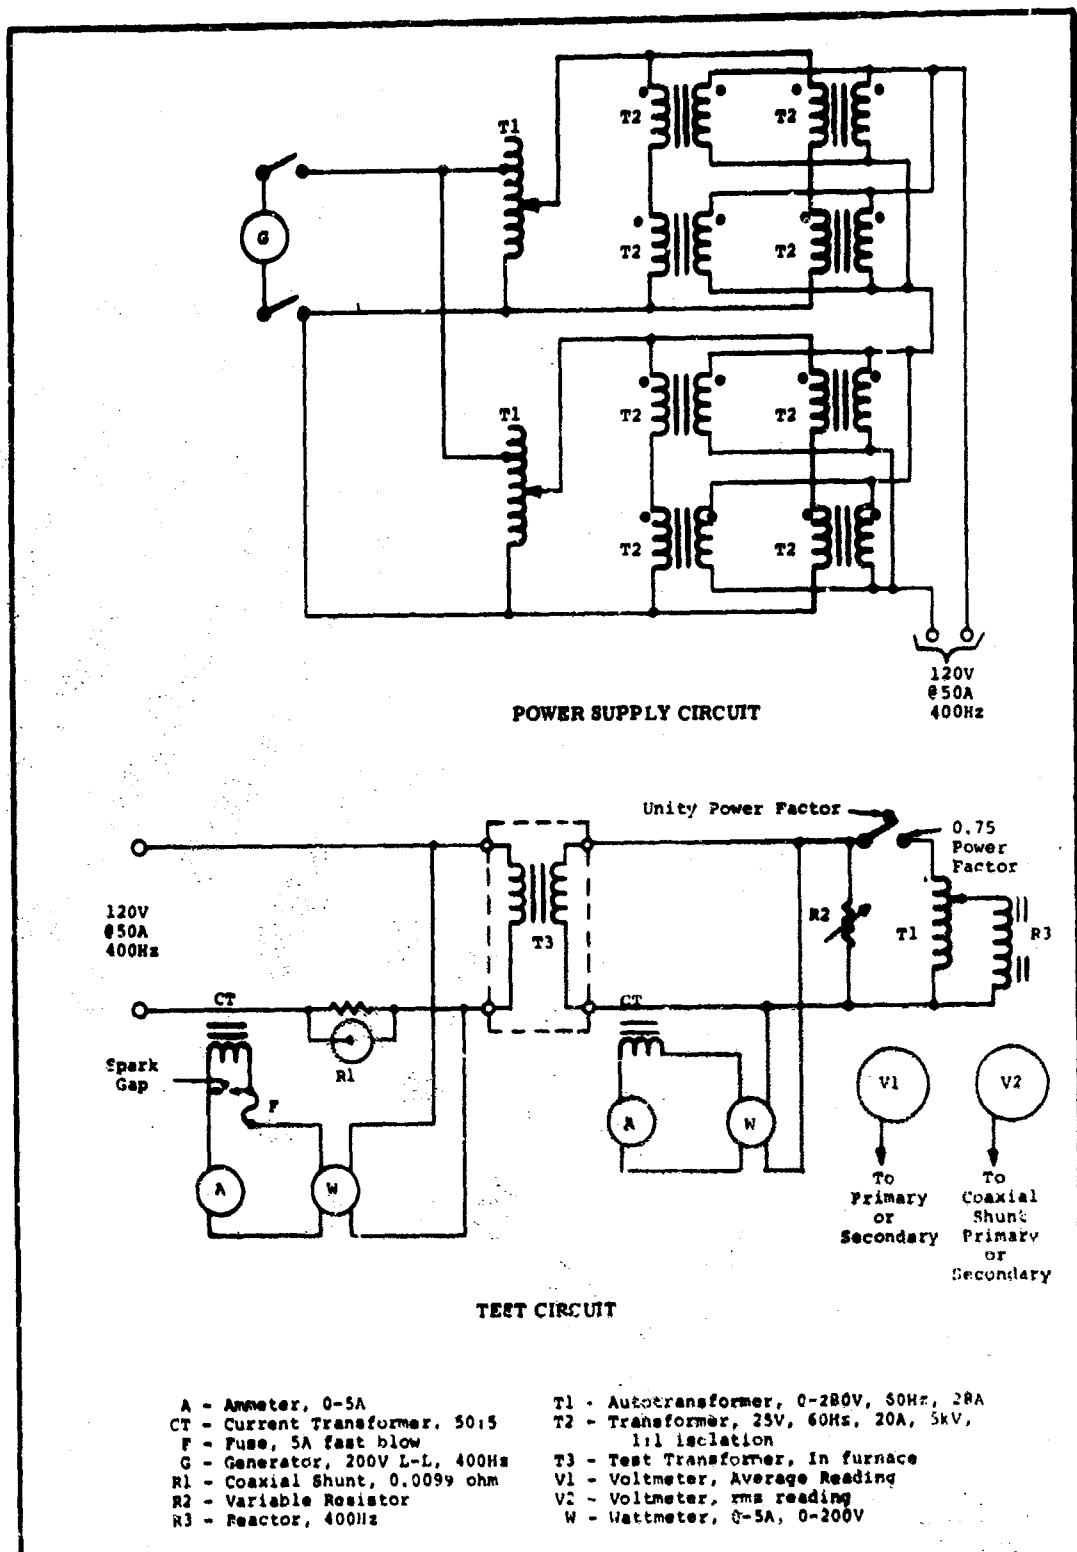 T1
T2
T2
G
T2
T2
T1
T2
T2
T2
T2
120V
@50A
400Hz
POWER SUPPLY CIRCUIT
Unity Power Factor
0.75
Power
Factor
120V
@50A
400Hz
T3
R2
T1
R3
CT
CT
Spark
Gap
R1
F
A
W
A
W
V1
V2
To
Primary
or
Secondary
To
Coaxial
Shunt
Primary
or
Secondary
TEST CIRCUIT
A - Ammeter, 0-5A
CT - Current Transformer, 50:5
F - Fuse, 5A fast blow
G - Generator, 200V L-L, 400Hz
R1 - Coaxial Shunt, 0.0099 ohm
R2 - Variable Resistor
R3 - Reactor, 400Hz
T1 - Autotransformer, 0-280V, 60Hz, 28A
T2 - Transformer, 25V, 60Hz, 20A, 5kV,
1:1 isolation
T3 - Test Transformer, In furnace
V1 - Voltmeter, Average Reading
V2 - Voltmeter, rms reading
W - Wattmeter, 0-5A, 0-200V